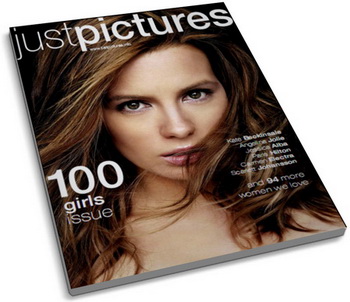 justpictures
Kate Beckinsale
Angelina Jolie
Jessica Alba
Paris Hilton
Carmen Electra
Scarlett Johansson
and 94 more
women we love
100
girls
issue